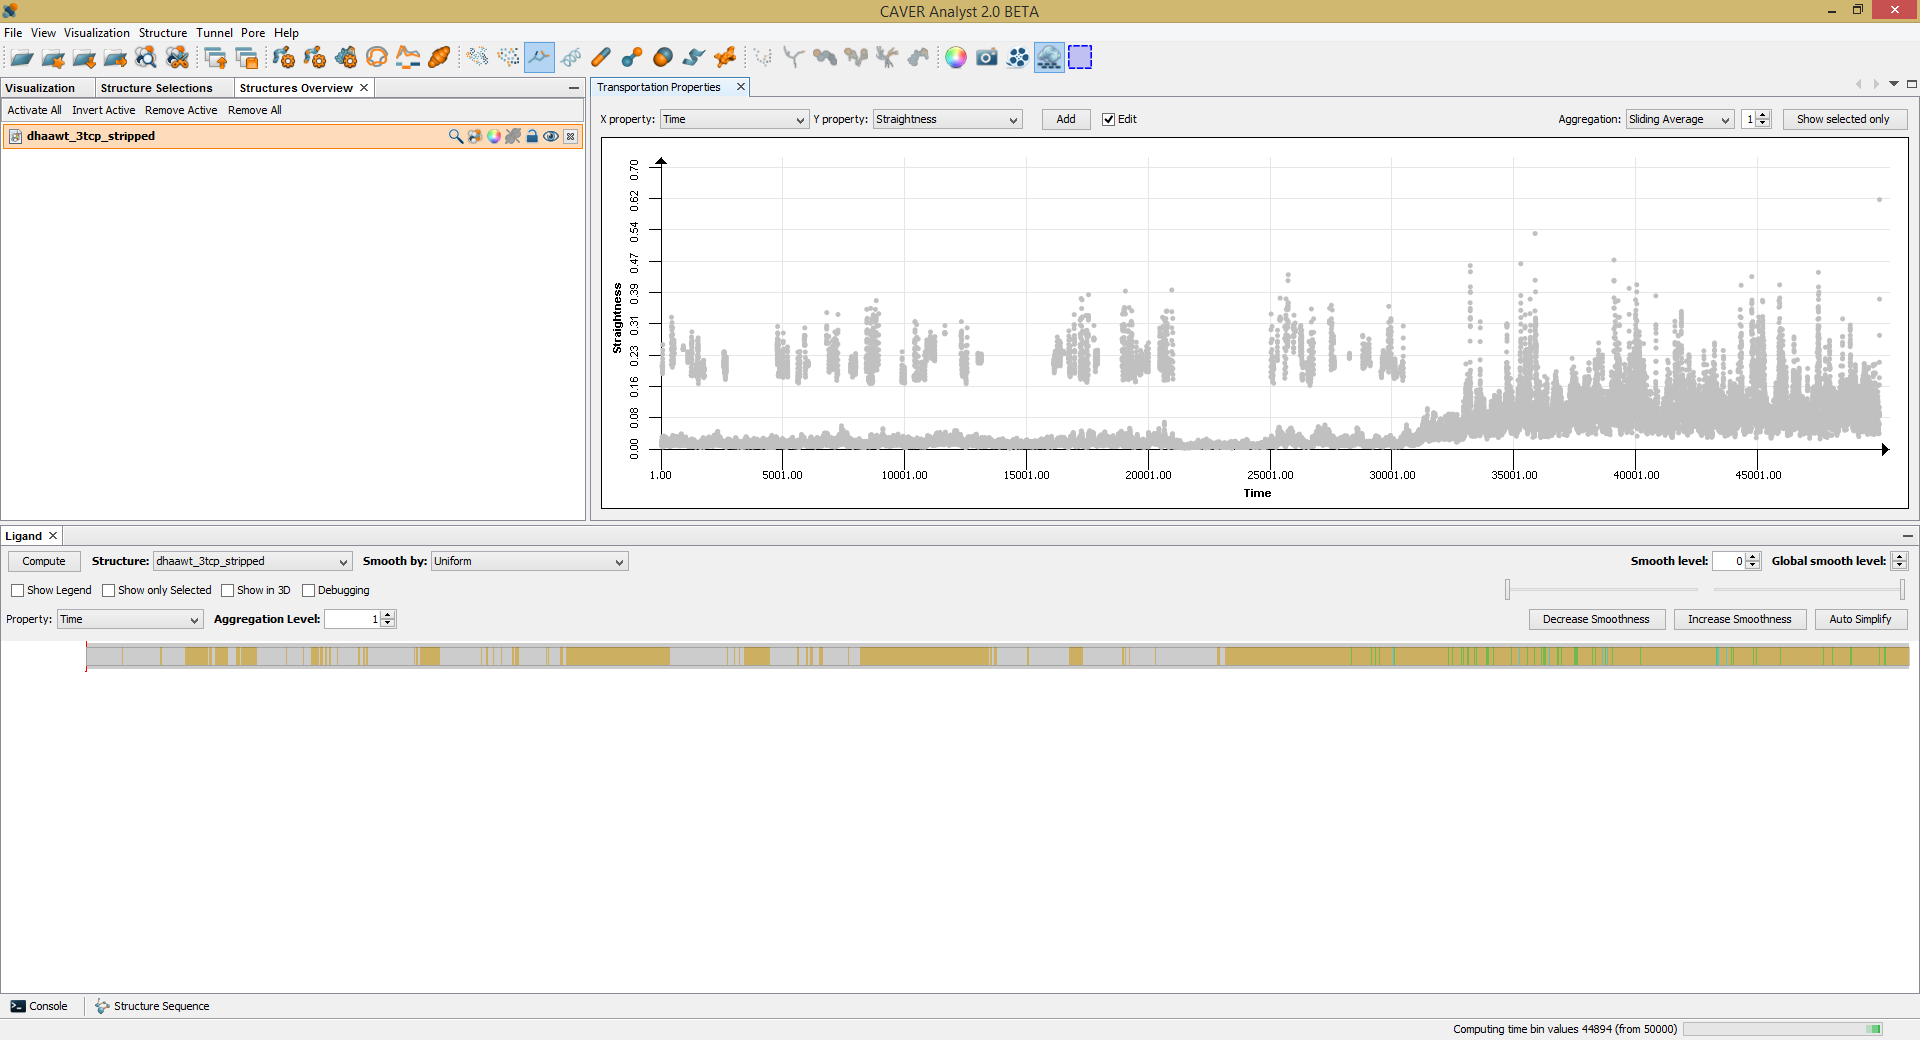 CAVER Analyst 2.0 BETA
File View Visualization Structure Tunnel Pore Help
Visualization Structure Selections Structures Overview
Activate All Invert Active Remove Active Remove All
dhaawt_3tcp_stripped
Transportation Properties
X property: Time Y property: Straightness Add Edit Aggregation: Sliding Average 1 Show selected only
0.70
0.62
0.54
0.47
0.39
0.31
0.23
0.16
0.08
0.00
Straightness
1.00 5001.00 10001.00 15001.00 20001.00 25001.00 30001.00 35001.00 40001.00 45001.00
Time
Ligand
Compute Structure: dhaawt_3tcp_stripped Smooth by: Uniform Smooth level: 0 Global smooth level:
Show Legend Show only Selected Show in 3D Debugging
Property: Time Aggregation Level: 1 Decrease Smoothness Increase Smoothness Auto Simplify
Console Structure Sequence
Computing time bin values 44894 (from 50000)